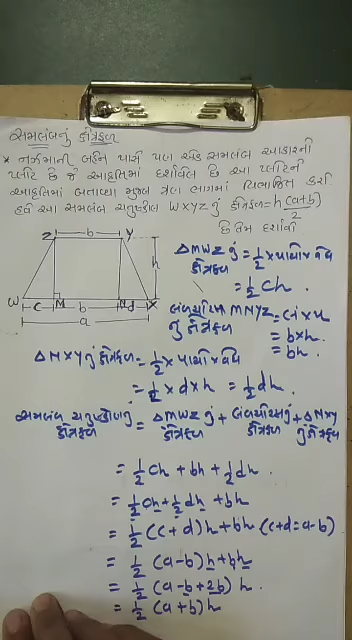 સમલંબનું ક્ષેત્રફળ
* નઝમાની બહેન પાસે પણ એક સમલંબ આકારની
પ્લોટ છે જે આકૃતિમાં દર્શાવેલ છે આ પ્લોટને
આકૃતિમાં બતાવ્યા મુજબ ત્રણ ભાગમાં વિભાજિત કરો
હવે આ સમલંબ ચતુષ્કોણ WXYZ નું ક્ષેત્રફળ = h (a+b)/2
છે તેમ દર્શાવો
Z b Y
h
W c M b N d X
a
ΔMWZ નું ક્ષેત્રફળ = 1/2 x પાયો x વેધ
= 1/2 ch.
લંબચોરસ MNYZ નું ક્ષેત્રફળ = લં x પ
= b x h.
= bh.
ΔNXY નું ક્ષેત્રફળ = 1/2 x પાયો x વેધ
= 1/2 x d x h = 1/2 dh.
સમલંબ ચતુષ્કોણનું ક્ષેત્રફળ = ΔMWZ નું ક્ષેત્રફળ + લંબચોરસનું ક્ષેત્રફળ + ΔNXY નું ક્ષેત્રફળ
= 1/2 ch + bh + 1/2 dh.
= 1/2 ch + 1/2 dh + bh
= 1/2 (c+d) h + bh (c+d = a-b)
= 1/2 (a-b) h + bh
= 1/2 (a-b+2b) h.
= 1/2 (a+b) h